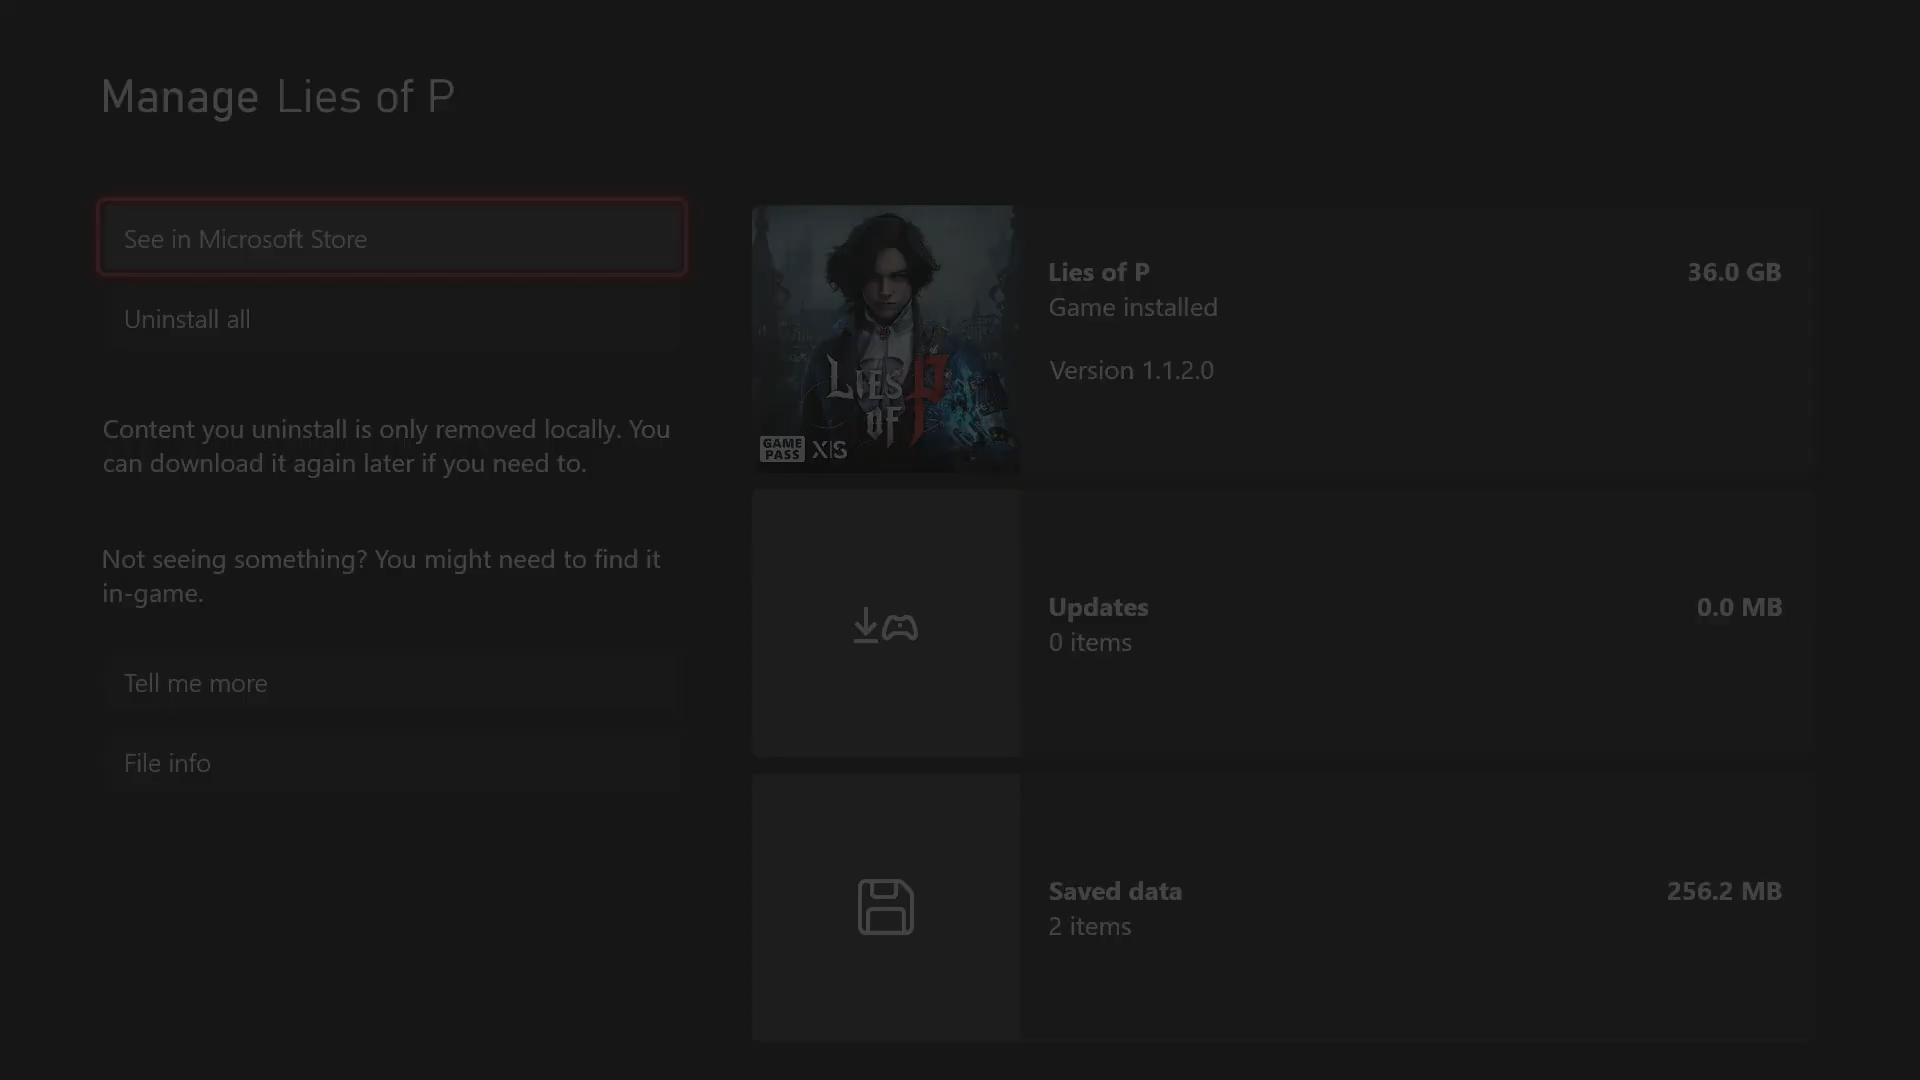 Manage Lies of P
See in Microsoft Store
Uninstall all
Content you uninstall is only removed locally. You
can download it again later if you need to.
Not seeing something? You might need to find it
in-game.
Tell me more
File info
LIES
OF P
GAME
PASS
X|S
Lies of P
36.0 GB
Game installed
Version 1.1.2.0
Updates
0.0 MB
0 items
Saved data
256.2 MB
2 items